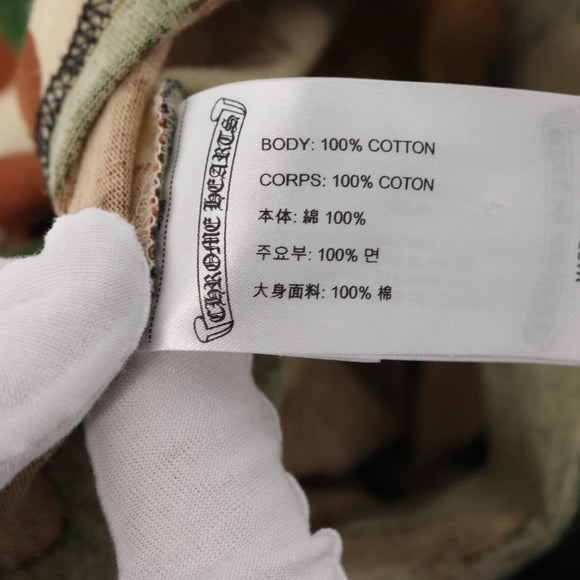 CHROME HEARTS
BODY: 100% COTTON
CORPS: 100% COTON
本体: 綿 100%
주요부: 100% 면
大身面料: 100% 棉